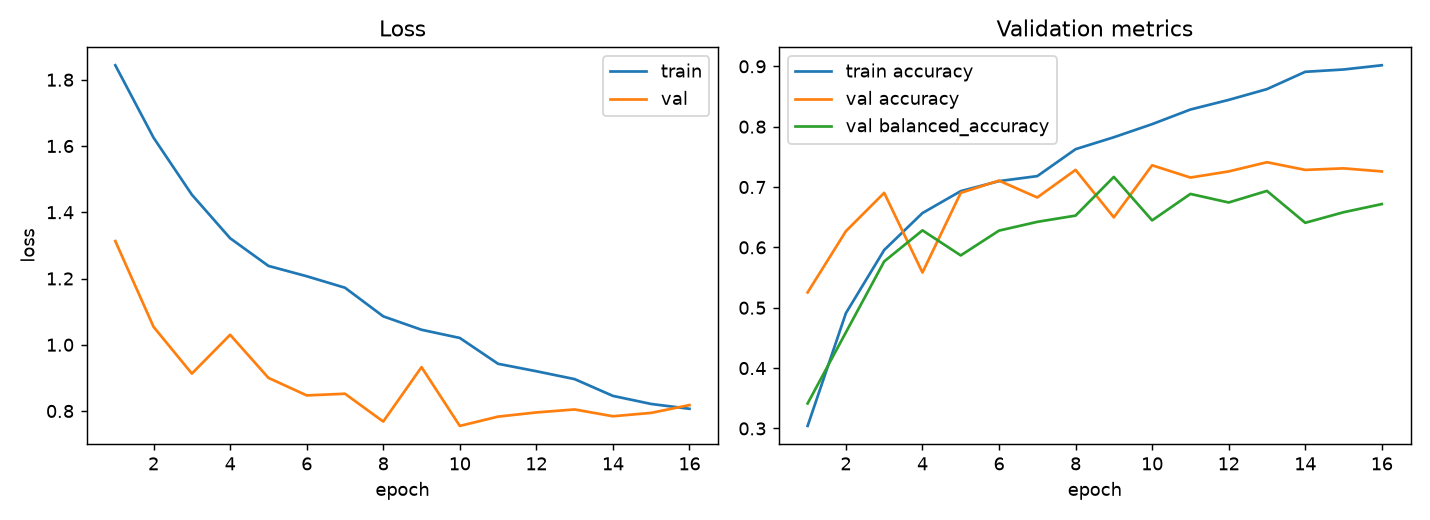 Loss
train
val
1.8
1.6
1.4
1.2
1.0
0.8
loss
2 4 6 8 10 12 14 16
epoch
Validation metrics
train accuracy
val accuracy
val balanced_accuracy
0.9
0.8
0.7
0.6
0.5
0.4
0.3
2 4 6 8 10 12 14 16
epoch